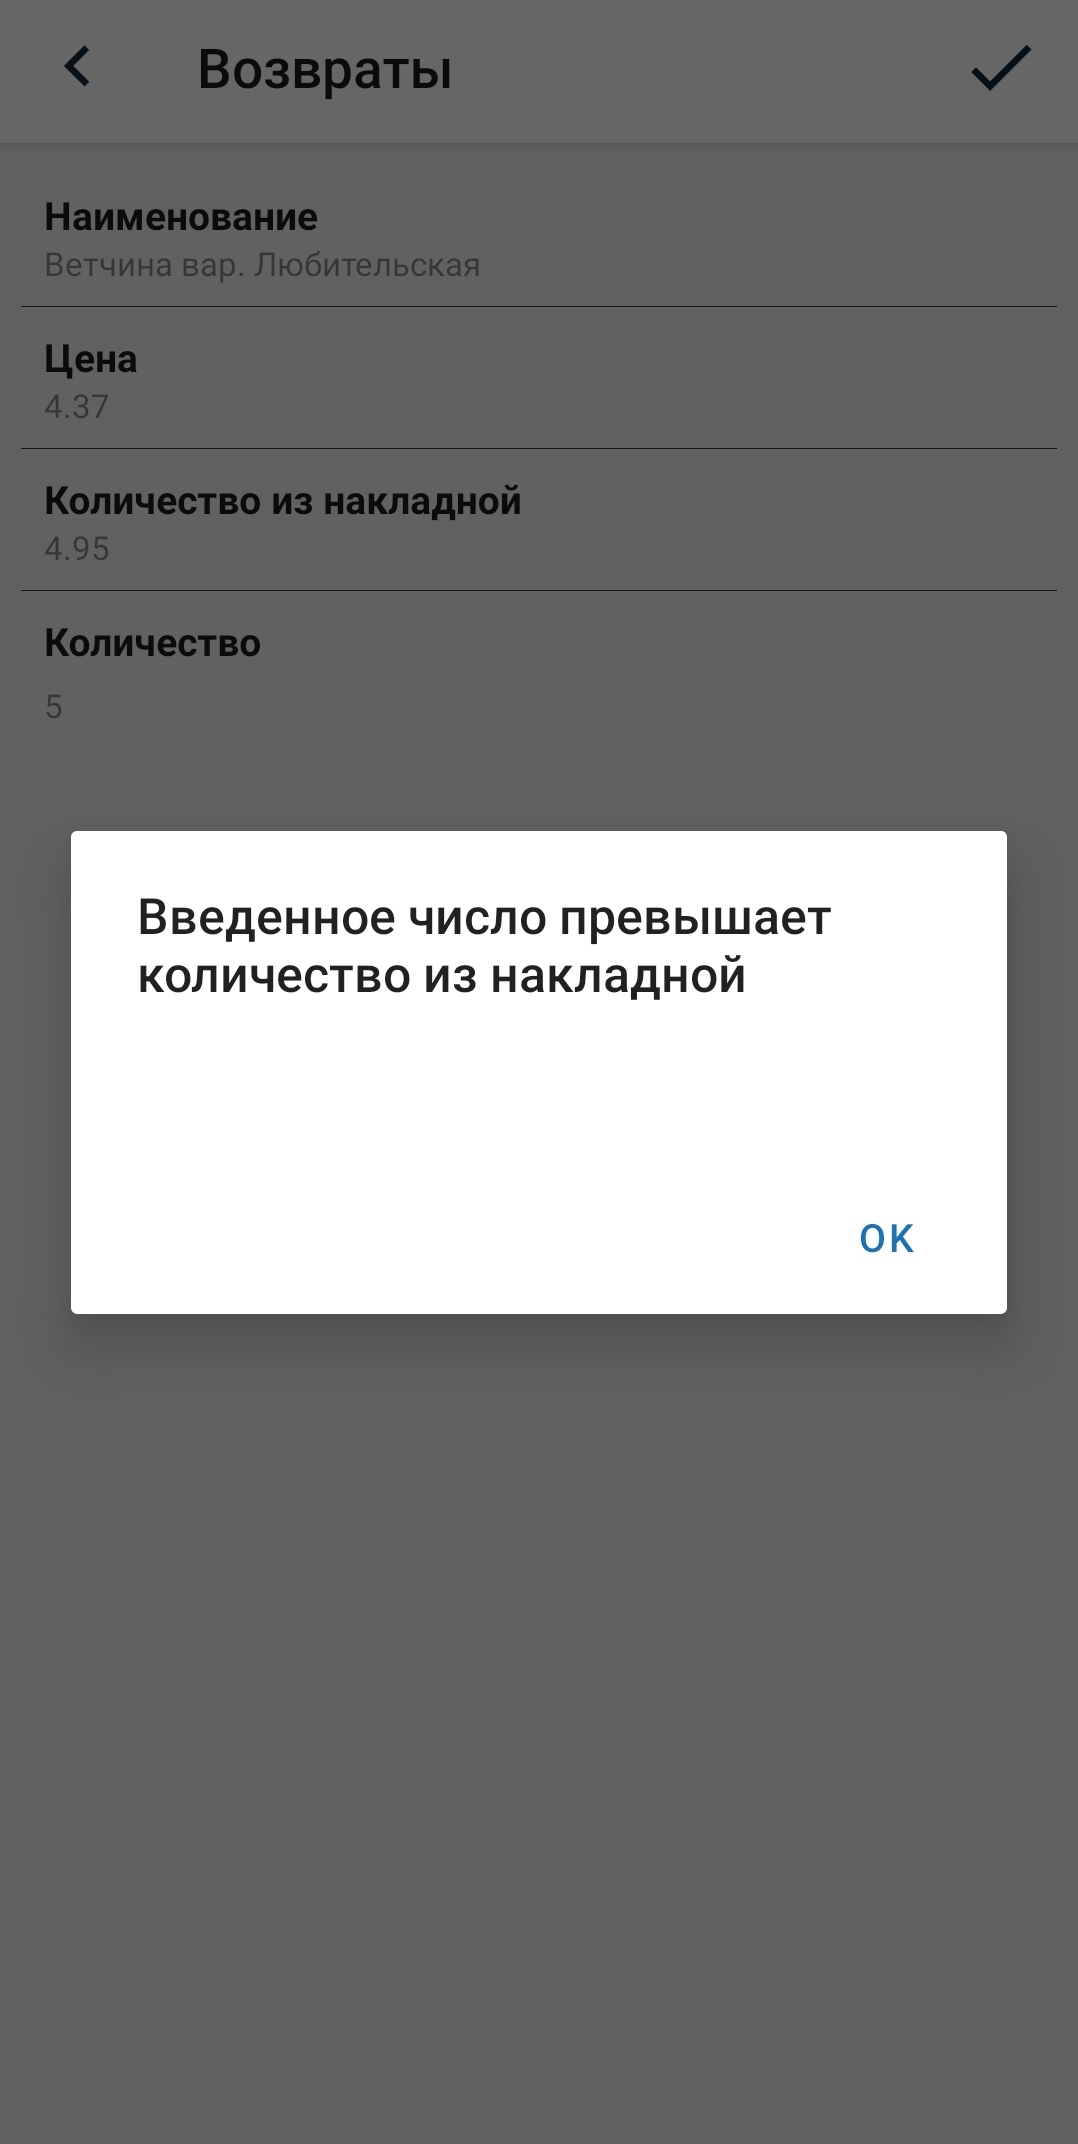 Возвраты
Наименование
Ветчина вар. Любительская
Цена
4.37
Количество из накладной
4.95
Количество
5
Введенное число превышает
количество из накладной
OK